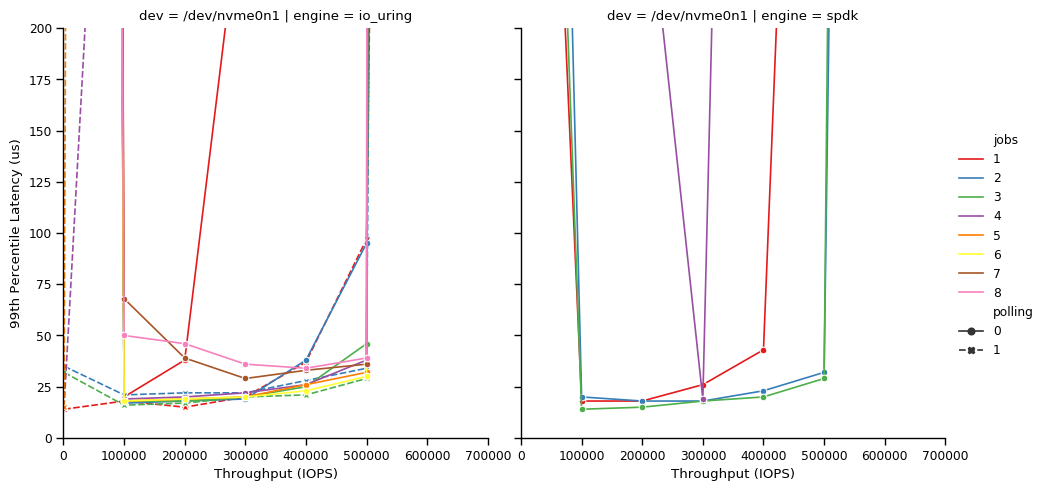 dev = /dev/nvme0n1 | engine = io_uring
dev = /dev/nvme0n1 | engine = spdk
99th Percentile Latency (us)
200
175
150
125
100
75
50
25
0
0 100000 200000 300000 400000 500000 600000 700000
0 100000 200000 300000 400000 500000 600000 700000
Throughput (IOPS)
Throughput (IOPS)
jobs
1
2
3
4
5
6
7
8
polling
0
1